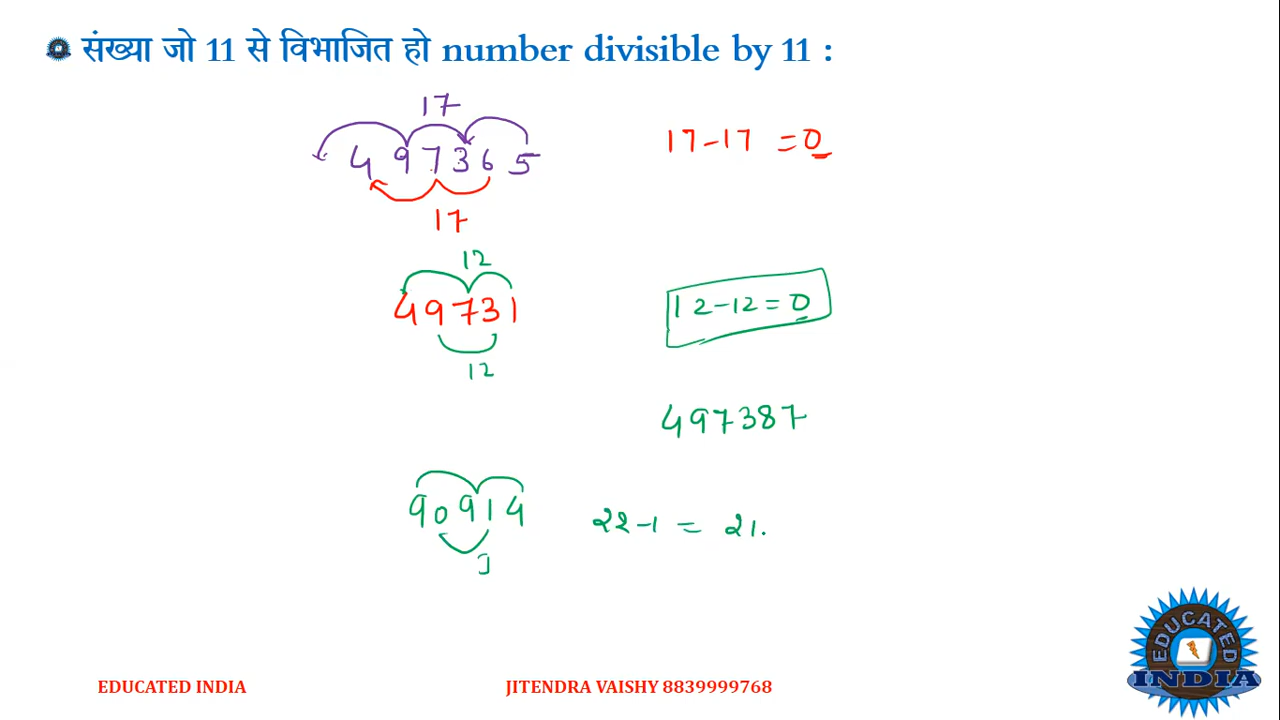 संख्या जो 11 से विभाजित हो number divisible by 11 :
17
497365
17-17 = 0
17
12
49731
12-12=0
12
497387
90914
22-1 = 21.
1
EDUCATED INDIA
EDUCATED INDIA
JITENDRA VAISHY 8839999768